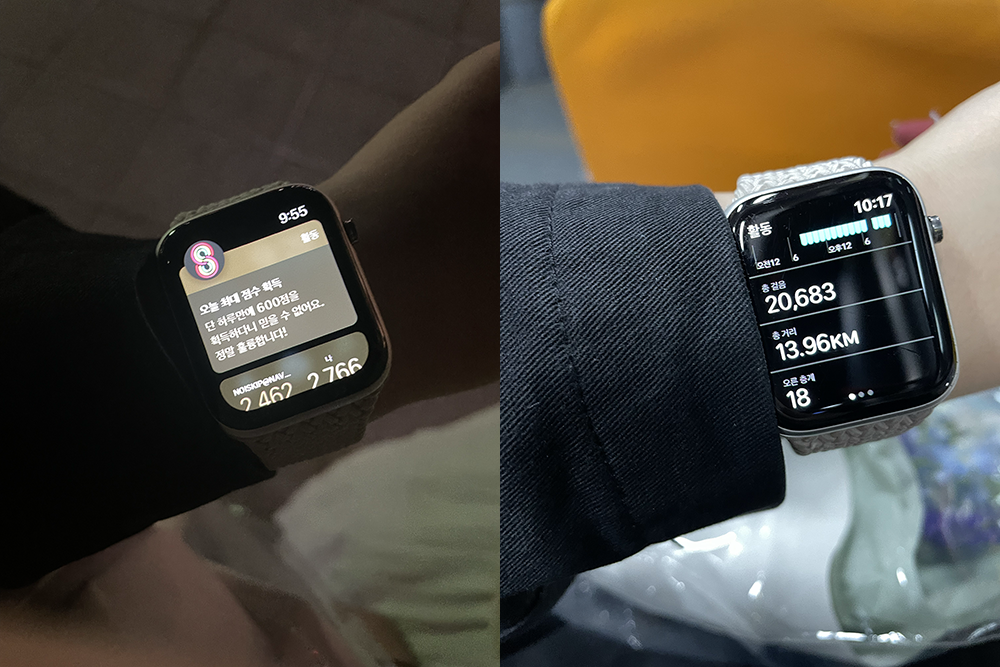 9:55
활동
오늘 최대 점수 획득
단 하루만에 600점을
획득하다니 믿을 수 없어요.
정말 훌륭합니다!
NOISKIP@NAV...
나
2,462
2,766
10:17
활동
오전12
6
오후12
6
총 걸음
20,683
총 거리
13.96KM
오른 층계
18